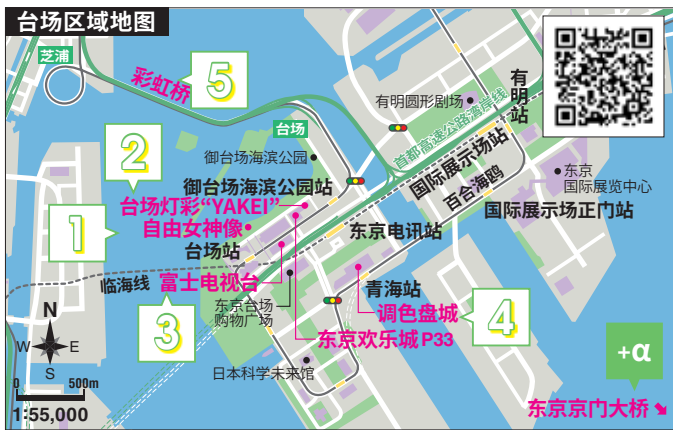 台场区域地图
芝浦
彩虹桥
5
有明站
有明圆形剧场
台场
首都高速公路湾岸线
2
御台场海滨公园
国际展示场站
东京
国际展览中心
御台场海滨公园站
百合海鸥
台场灯彩“YAKEI”
国际展示场正门站
1
自由女神像
东京电讯站
台场站
临海线
富士电视台
青海站
N
W
E
S
3
东京台场
购物广场
调色盘城
4
东京欢乐城P33
+α
日本科学未来馆
0
500m
1:55,000
东京京门大桥